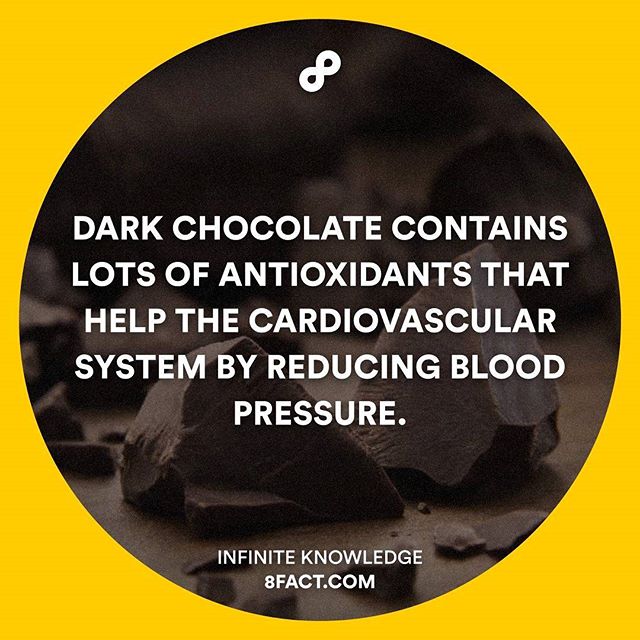 DARK CHOCOLATE CONTAINS
LOTS OF ANTIOXIDANTS THAT
HELP THE CARDIOVASCULAR
SYSTEM BY REDUCING BLOOD
PRESSURE.
INFINITE KNOWLEDGE
8FACT.COM